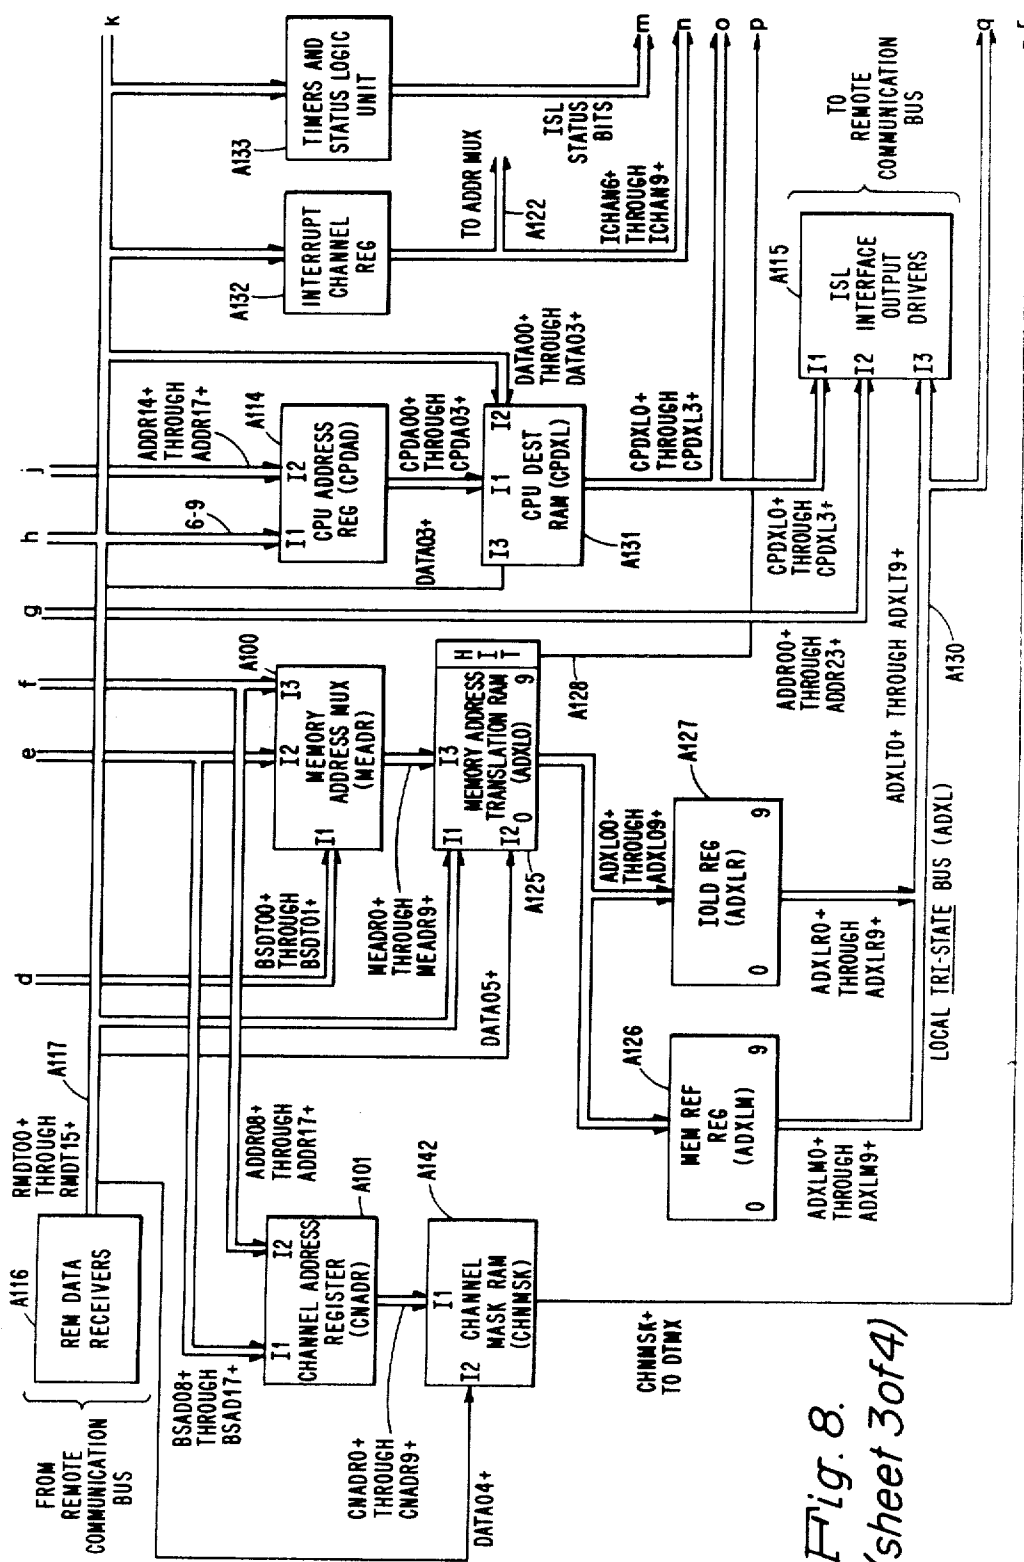 FROM
REMOTE
COMMUNICATION
BUS
A116
REM DATA
RECEIVERS
RMDT00+
THROUGH
RMDT15+
A117
d
e
f
g
h
j
k
BSAD08+
THROUGH
BSAD17+
ADDR08+
THROUGH
ADDR17+
A101
I1
I2
CHANNEL ADDRESS
REGISTER
(CNADR)
CNADR0+
THROUGH
CNADR9+
A142
I1
I2
CHANNEL
MASK RAM
(CHNMSK)
DATA04+
CHNMSK+
TO DTMX
BSDT00+
THROUGH
BSDT01+
A100
I1
I2
I3
MEMORY
ADDRESS MUX
(MEADR)
MEADR0+
THROUGH
MEADR9+
DATA05+
I1
I3
I2
MEMORY ADDRESS
TRANSLATION RAM
0 (ADXLO) 9
HIT
A125
A128
ADXL00+
THROUGH
ADXL09+
A126
MEM REF
REG
(ADXLM)
0
9
A127
IOLD REG
(ADXLR)
0
9
ADXLM0+
THROUGH
ADXLM9+
ADXLR0+
THROUGH
ADXLR9+
LOCAL TRI-STATE BUS (ADXL)
ADXLT0+ THROUGH ADXLT9+
A130
6-9
ADDR14+
THROUGH
ADDR17+
A114
I1
I2
CPU ADDRESS
REG (CPDAD)
CPDA00+
THROUGH
CPDA03+
DATA03+
I3
I1
I2
CPU DEST
RAM (CPDXL)
A131
DATA00+
THROUGH
DATA03+
CPDXL0+
THROUGH
CPDXL3+
CPDXL0+
THROUGH
CPDXL3+
ADDR00+
THROUGH
ADDR23+
A132
INTERRUPT
CHANNEL
REG
TO ADDR MUX
A122
ICHAN6+
THROUGH
ICHAN9+
A133
TIMERS AND
STATUS LOGIC
UNIT
ISL
STATUS
BITS
A115
I1
I2
I3
ISL
INTERFACE
OUTPUT
DRIVERS
TO
REMOTE
COMMUNICATION
BUS
m
n
o
p
q
Fig. 8.
(sheet 3of4)